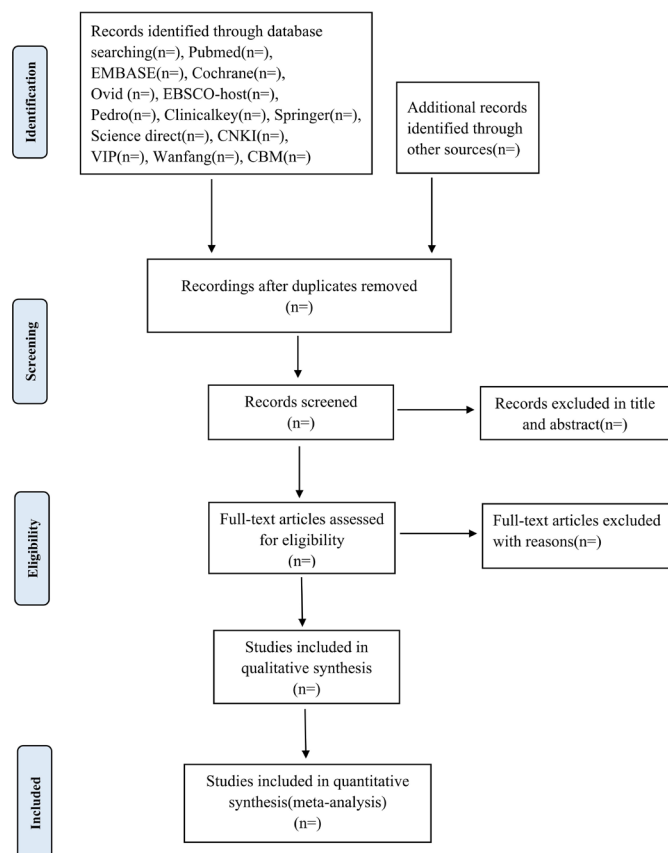 Identification
Records identified through database
searching(n=), Pubmed(n=),
EMBASE(n=), Cochrane(n=),
Ovid (n=), EBSCO-host(n=),
Pedro(n=), Clinicalkey(n=), Springer(n=),
Science direct(n=), CNKI(n=),
VIP(n=), Wanfang(n=), CBM(n=)
Additional records
identified through
other sources(n=)
Screening
Recordings after duplicates removed
(n=)
Records screened
(n=)
Records excluded in title
and abstract(n=)
Eligibility
Full-text articles assessed
for eligibility
(n=)
Full-text articles excluded
with reasons(n=)
Studies included in
qualitative synthesis
(n=)
Included
Studies included in quantitative
synthesis(meta-analysis)
(n=)